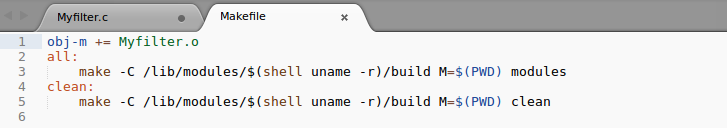 Myfilter.c
Makefile
1 obj-m += Myfilter.o
2 all:
3     make -C /lib/modules/$(shell uname -r)/build M=$(PWD) modules
4 clean:
5     make -C /lib/modules/$(shell uname -r)/build M=$(PWD) clean
6